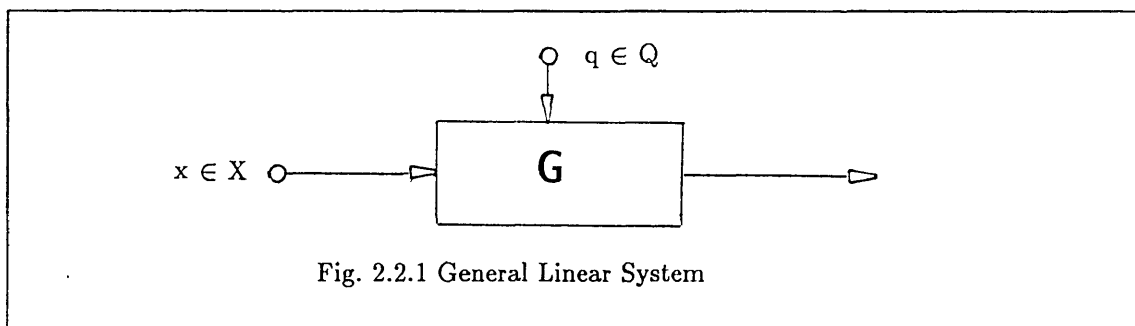 q ∈ Q
x ∈ X
G
Fig. 2.2.1 General Linear System